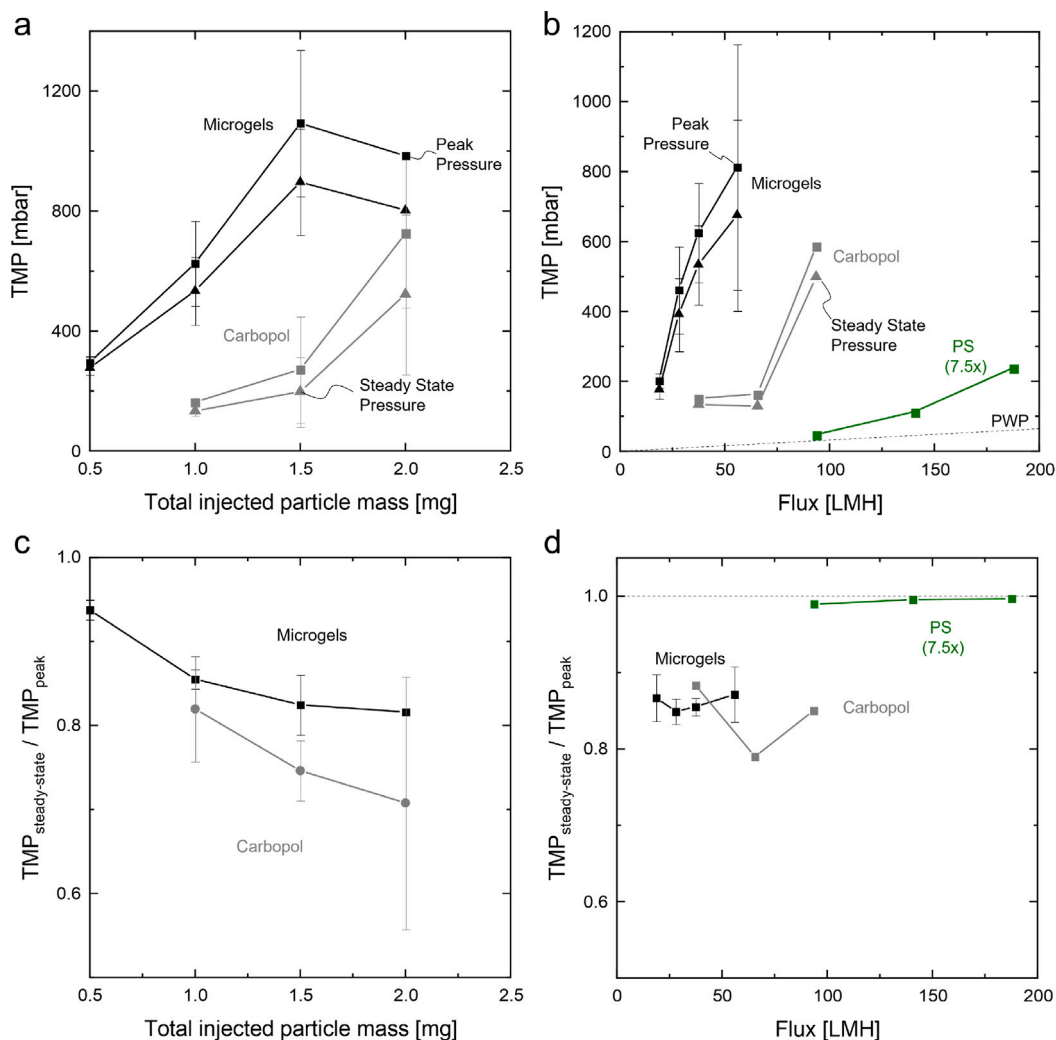 a
1200
800
400
0
TMP [mbar]
Microgels
Peak
Pressure
Carbopol
Steady State
Pressure
0.5
1.0
1.5
2.0
2.5
Total injected particle mass [mg]
b
1200
1000
800
600
400
200
0
TMP [mbar]
Peak
Pressure
Microgels
Carbopol
Steady State
Pressure
PS
(7.5x)
PWP
0
50
100
150
200
Flux [LMH]
c
1.0
0.8
0.6
TMPsteady-state / TMPpeak
Microgels
Carbopol
0.5
1.0
1.5
2.0
2.5
Total injected particle mass [mg]
d
1.0
0.8
0.6
TMPsteady-state / TMPpeak
Microgels
PS
(7.5x)
Carbopol
0
50
100
150
200
Flux [LMH]